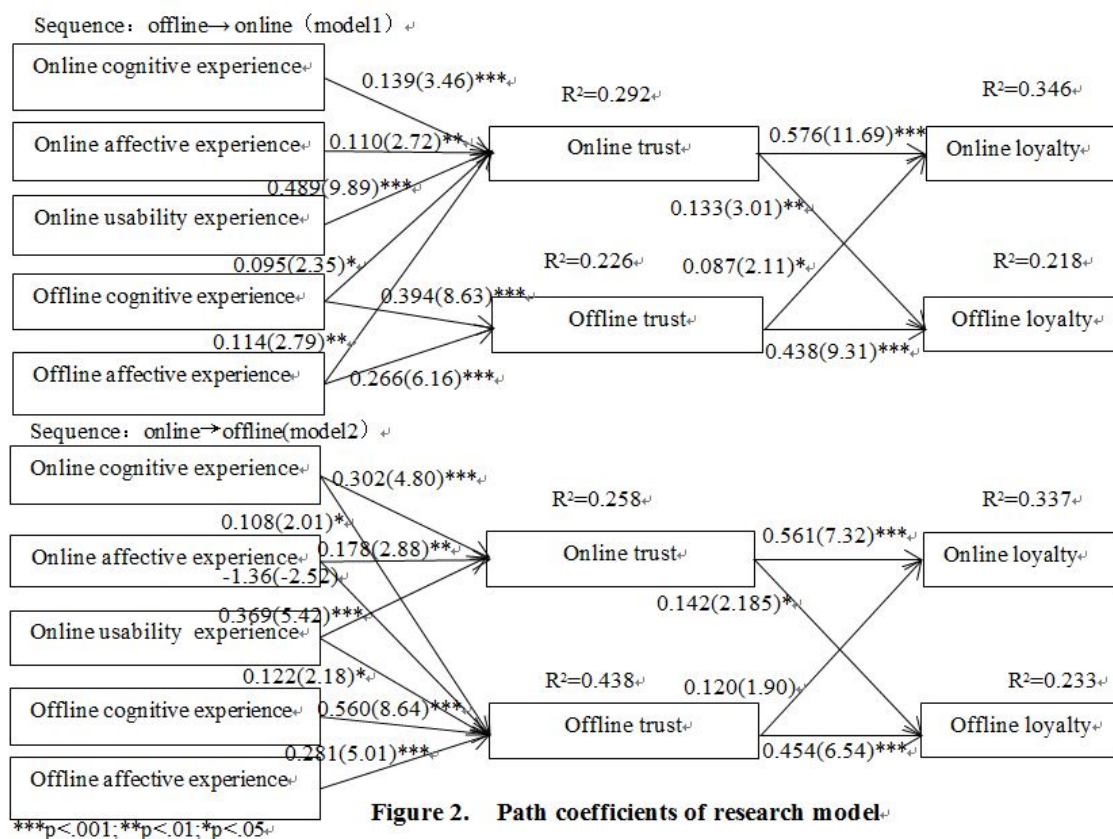 Sequence：offline→online（model1）
Online cognitive experience
0.139(3.46)***
R²=0.292
R²=0.346
Online affective experience
0.110(2.72)**
Online trust
0.576(11.69)***
Online loyalty
0.489(9.89)***
Online usability experience
0.133(3.01)**
0.095(2.35)*
R²=0.226
0.087(2.11)*
R²=0.218
Offline cognitive experience
0.394(8.63)***
Offline trust
Offline loyalty
0.114(2.79)**
0.438(9.31)***
Offline affective experience
0.266(6.16)***
Sequence：online→offline(model2）
Online cognitive experience
0.302(4.80)***
R²=0.258
R²=0.337
0.108(2.01)*
0.561(7.32)***
Online affective experience
0.178(2.88)**
Online trust
Online loyalty
-1.36(-2.52)
0.142(2.185)*
0.369(5.42)***
Online usability experience
0.122(2.18)*
R²=0.438
0.120(1.90)
R²=0.233
Offline cognitive experience
0.560(8.64)***
Offline trust
Offline loyalty
0.281(5.01)***
0.454(6.54)***
Offline affective experience
Figure 2. Path coefficients of research model
***p<.001;**p<.01;*p<.05